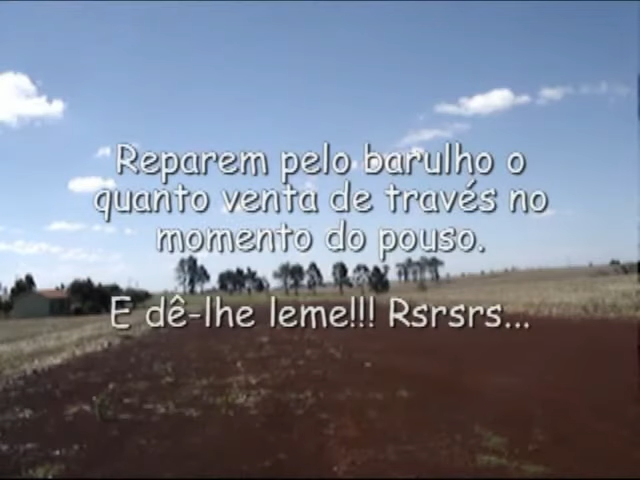 Reparem pelo barulho o
quanto venta de través no
momento do pouso.
E dê-lhe leme!!! Rsrsrs...